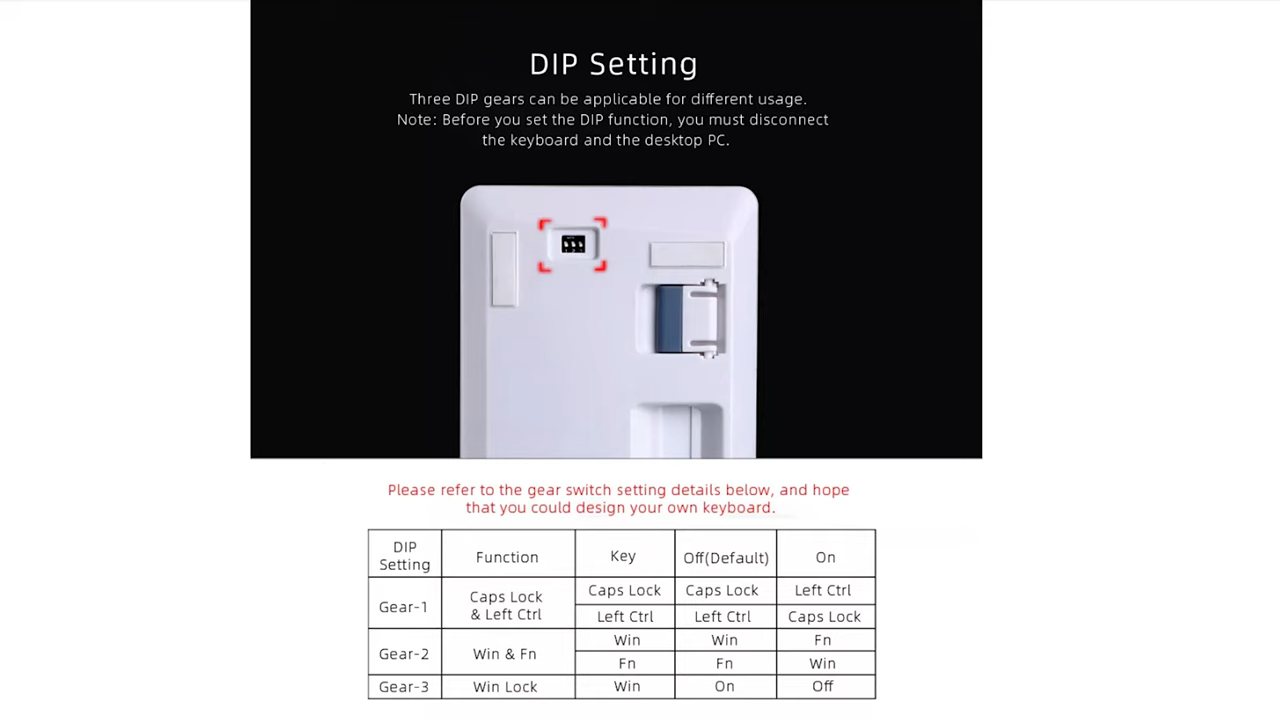 DIP Setting
Three DIP gears can be applicable for different usage.
Note: Before you set the DIP function, you must disconnect
the keyboard and the desktop PC.
Please refer to the gear switch setting details below, and hope
that you could design your own keyboard.
DIP Setting Function Key Off(Default) On
Gear-1 Caps Lock & Left Ctrl Caps Lock Caps Lock Left Ctrl
Left Ctrl Left Ctrl Caps Lock
Gear-2 Win & Fn Win Win Fn
Fn Fn Win
Gear-3 Win Lock Win On Off